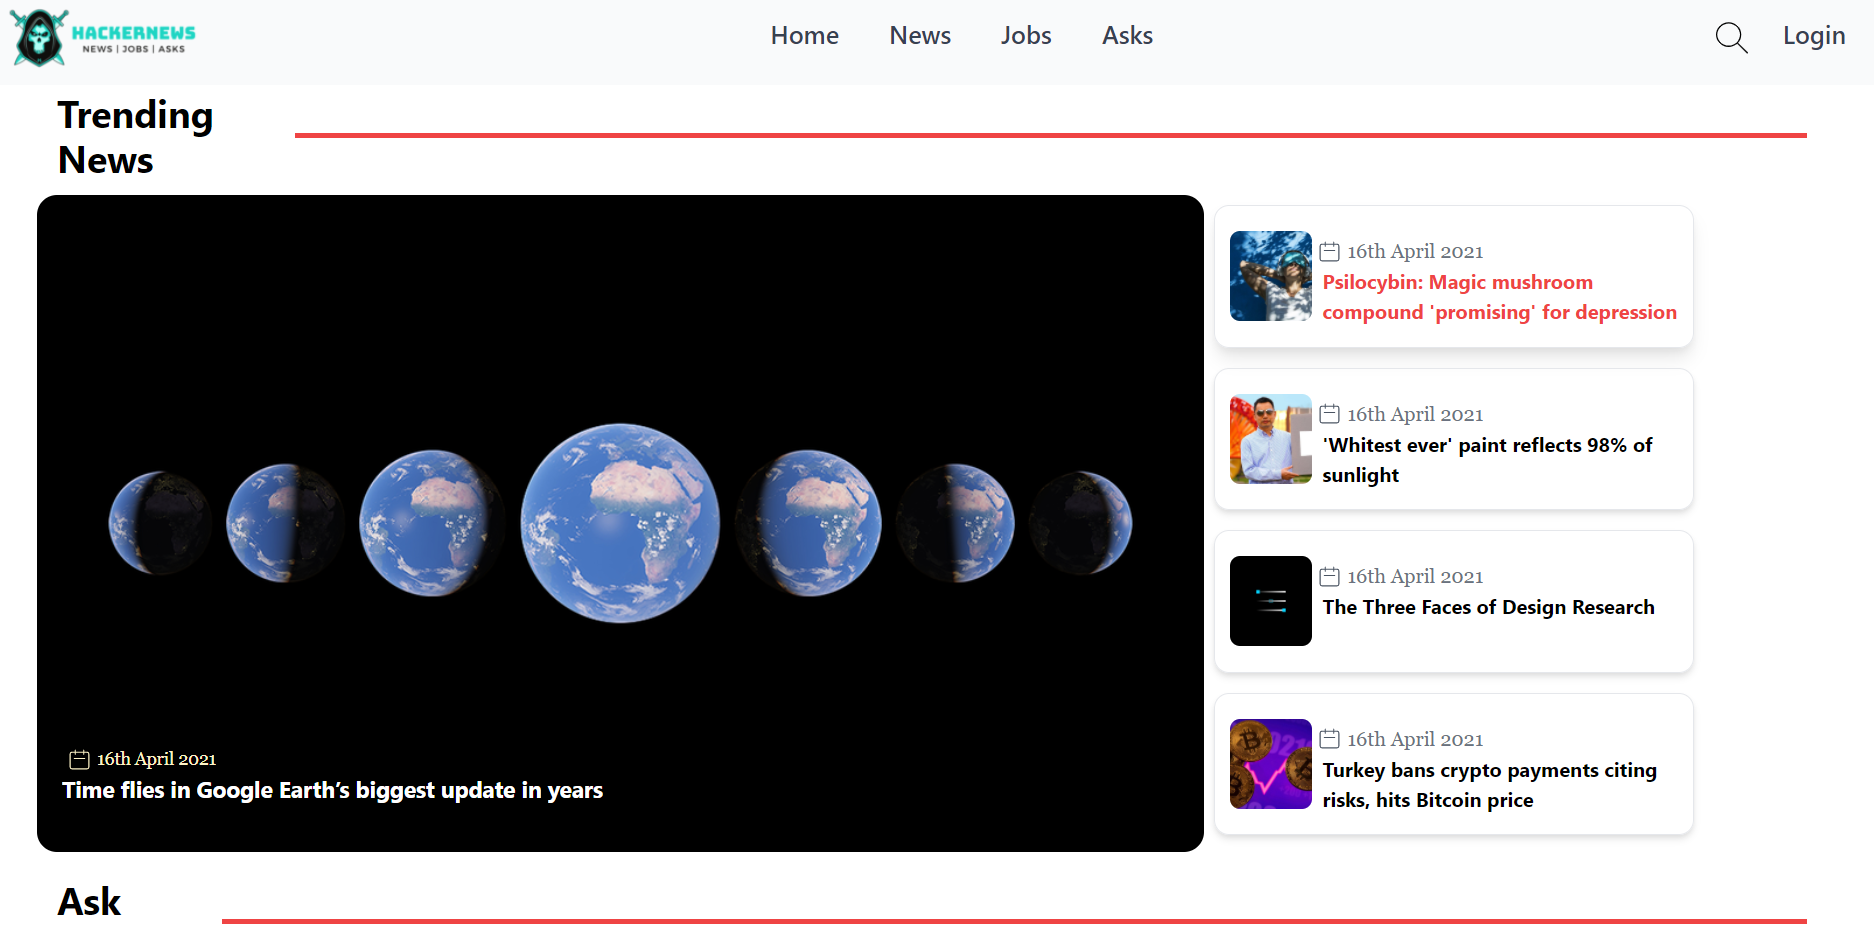 HACKERNEWS
NEWS | JOBS | ASKS
Home
News
Jobs
Asks
Login
Trending
News
16th April 2021
Time flies in Google Earth’s biggest update in years
16th April 2021
Psilocybin: Magic mushroom
compound 'promising' for depression
16th April 2021
'Whitest ever' paint reflects 98% of
sunlight
16th April 2021
The Three Faces of Design Research
16th April 2021
Turkey bans crypto payments citing
risks, hits Bitcoin price
Ask